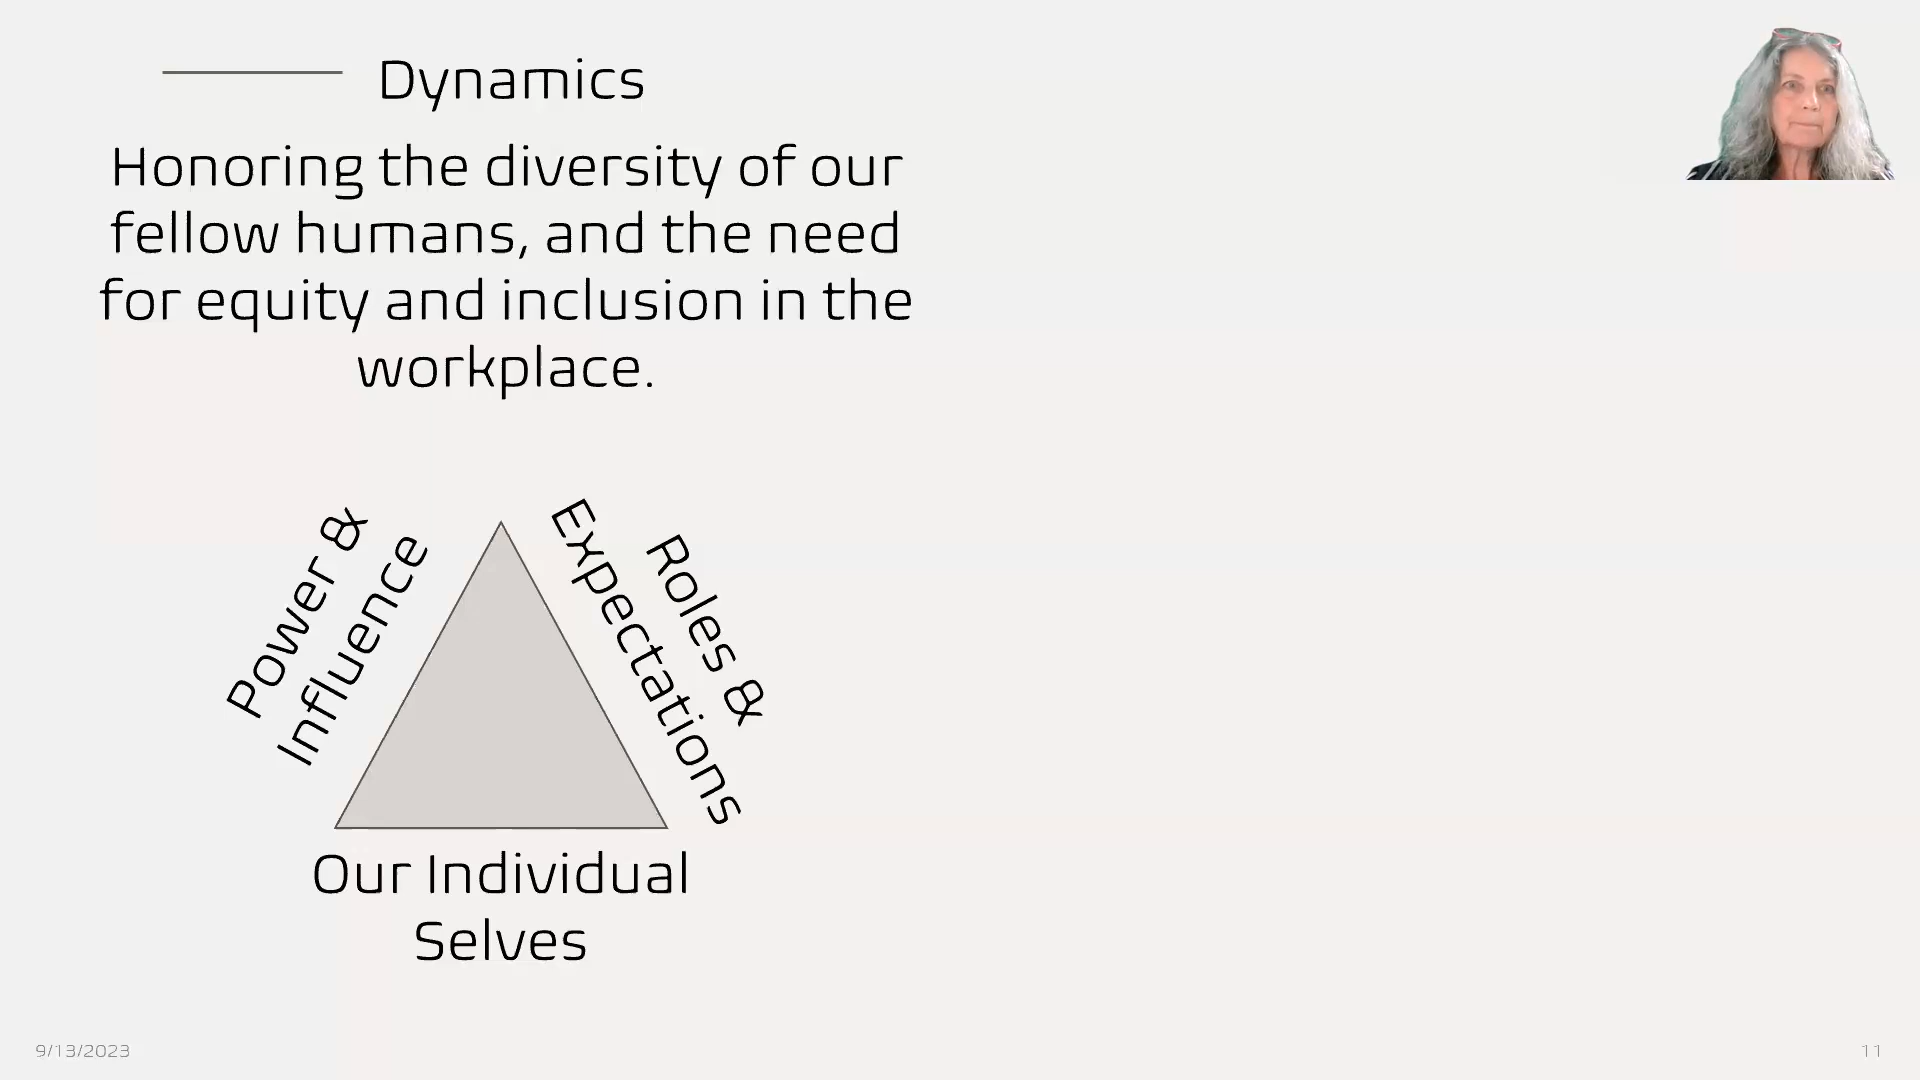 Dynamics
Honoring the diversity of our
fellow humans, and the need
for equity and inclusion in the
workplace.
Power &
Influence
Roles &
Expectations
Our Individual
Selves
9/13/2023
11